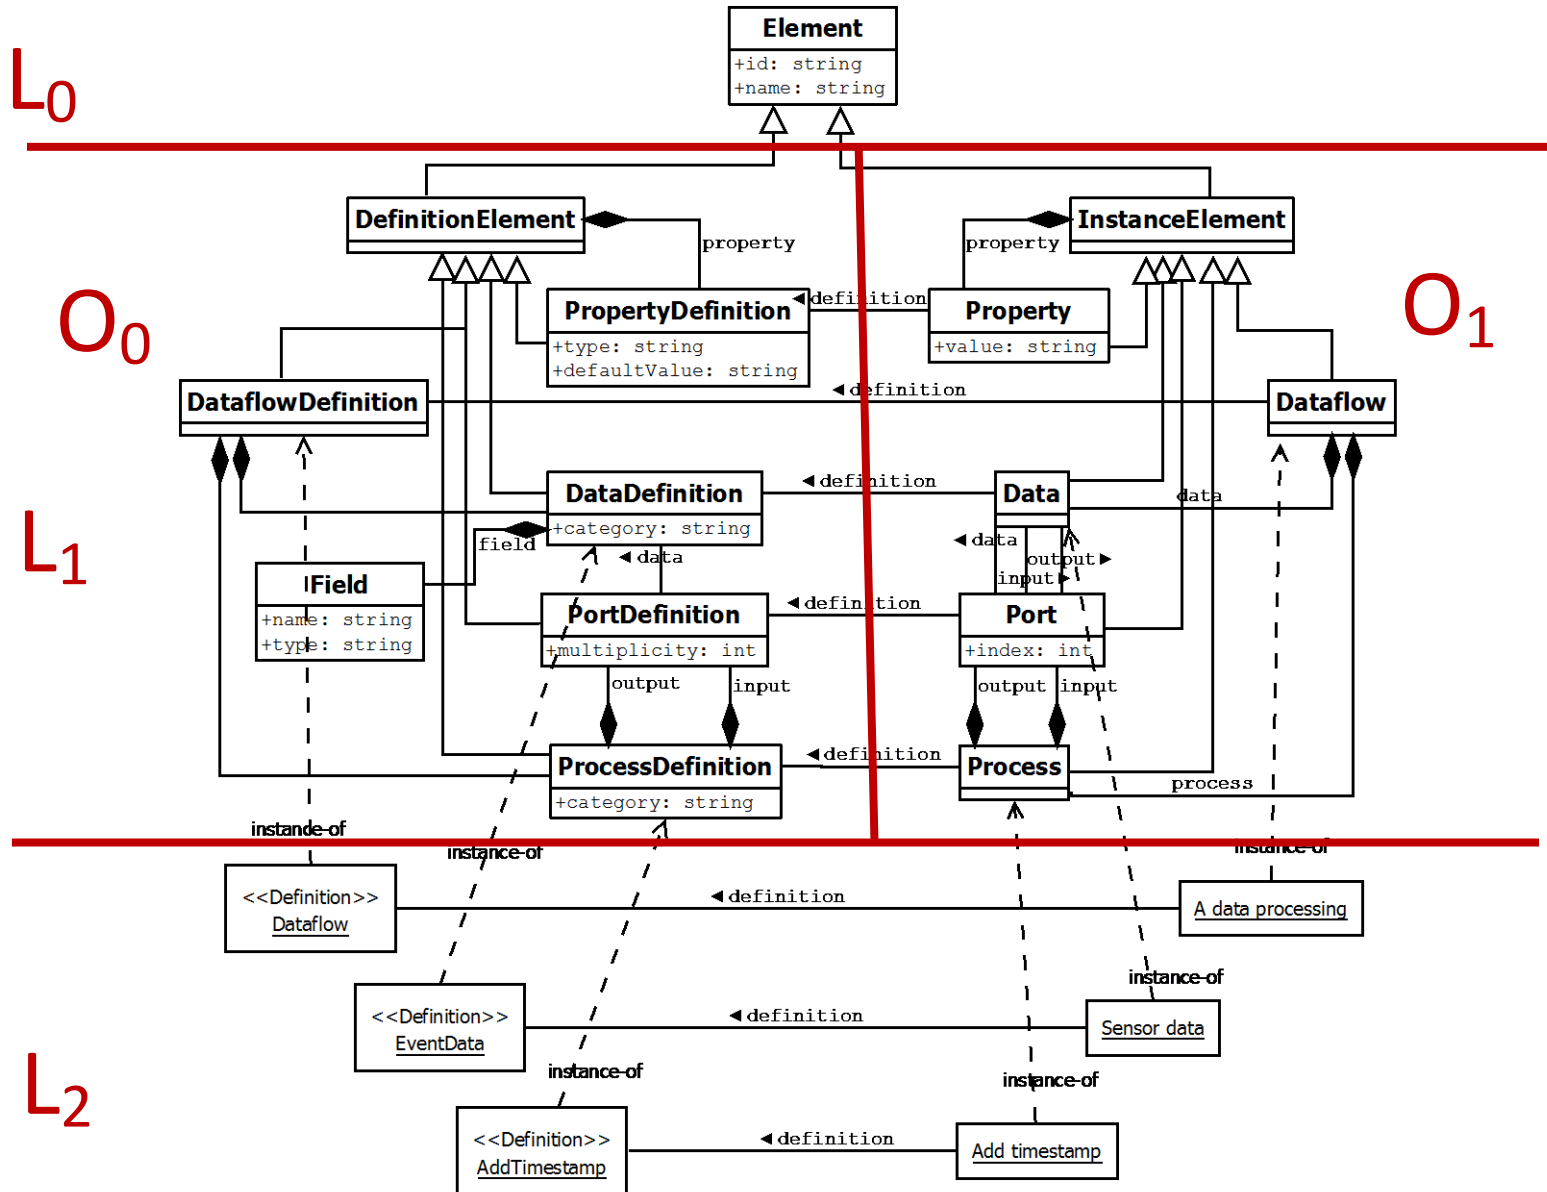 Element
+id: string
+name: string
L0
DefinitionElement
InstanceElement
property
property
O0
O1
PropertyDefinition
+type: string
+defaultValue: string
◄definition
Property
+value: string
DataflowDefinition
◄definition
Dataflow
DataDefinition
+category: string
◄definition
Data
data
field
◄data
◄data
output►
input►
L1
Field
+name: string
+type: string
PortDefinition
+multiplicity: int
◄definition
Port
+index: int
output
input
output
input
ProcessDefinition
+category: string
◄definition
Process
process
instande-of
instance-of
instance-of
<<Definition>>
Dataflow
◄definition
A data processing
instance-of
<<Definition>>
EventData
◄definition
Sensor data
instance-of
instance-of
L2
<<Definition>>
AddTimestamp
◄definition
Add timestamp